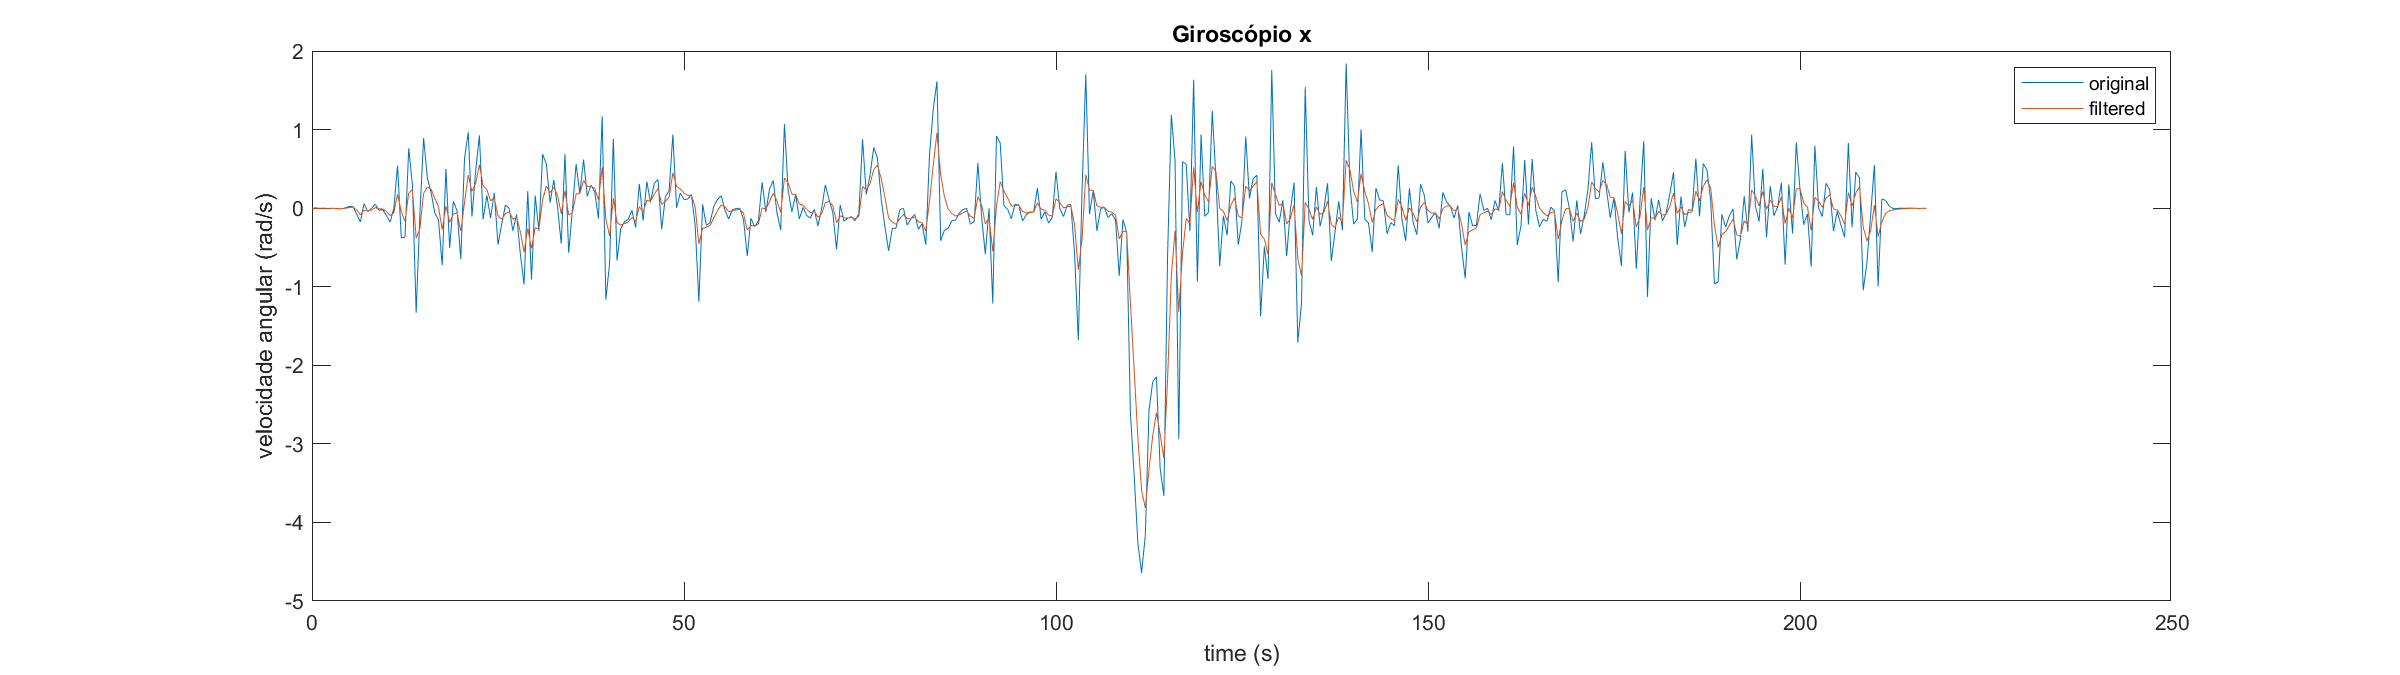 Giroscópio x
original
filtered
velocidade angular (rad/s)
2
1
0
-1
-2
-3
-4
-5
0 50 100 150 200 250
time (s)